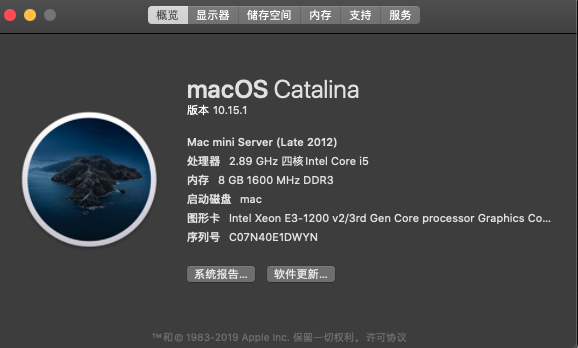 概览 显示器 储存空间 内存 支持 服务
macOS Catalina
版本 10.15.1
Mac mini Server (Late 2012)
处理器 2.89 GHz 四核Intel Core i5
内存 8 GB 1600 MHz DDR3
启动磁盘 mac
图形卡 Intel Xeon E3-1200 v2/3rd Gen Core processor Graphics Co...
序列号 C07N40E1DWYN
系统报告... 软件更新...
™和© 1983-2019 Apple Inc. 保留一切权利。许可协议